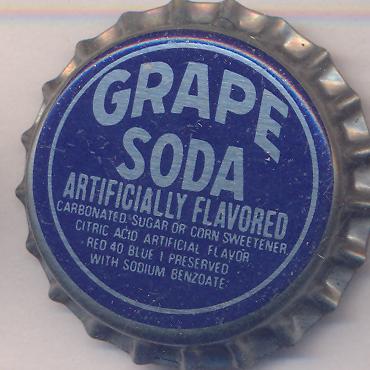 GRAPE
SODA
ARTIFICIALLY FLAVORED
CARBONATED SUGAR OR CORN SWEETENER
CITRIC ACID ARTIFICIAL FLAVOR
RED 40 BLUE 1 PRESERVED
WITH SODIUM BENZOATE